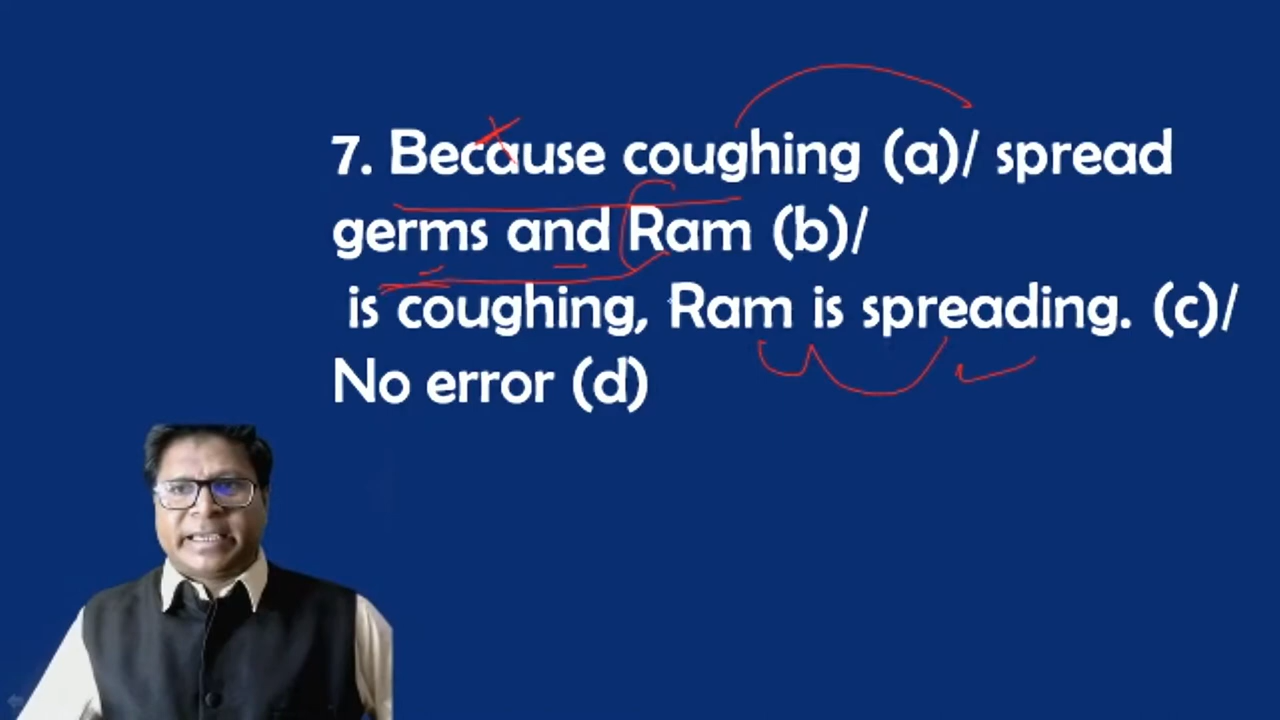 7. Because coughing (a)/ spread
germs and Ram (b)/
is coughing, Ram is spreading. (c)/
No error (d)